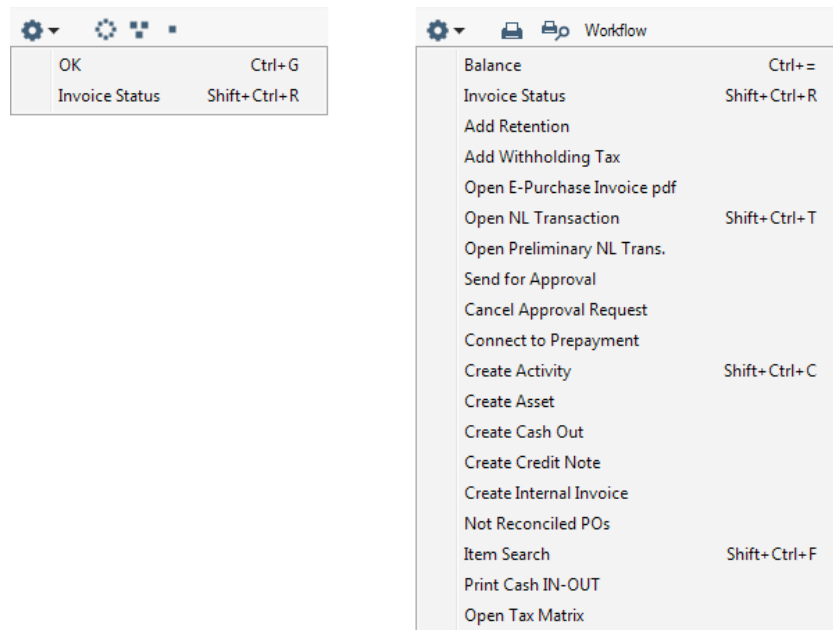 OK Ctrl+G
Invoice Status Shift+Ctrl+R
Workflow
Balance Ctrl+=
Invoice Status Shift+Ctrl+R
Add Retention
Add Withholding Tax
Open E-Purchase Invoice pdf
Open NL Transaction Shift+Ctrl+T
Open Preliminary NL Trans.
Send for Approval
Cancel Approval Request
Connect to Prepayment
Create Activity Shift+Ctrl+C
Create Asset
Create Cash Out
Create Credit Note
Create Internal Invoice
Not Reconciled POs
Item Search Shift+Ctrl+F
Print Cash IN-OUT
Open Tax Matrix